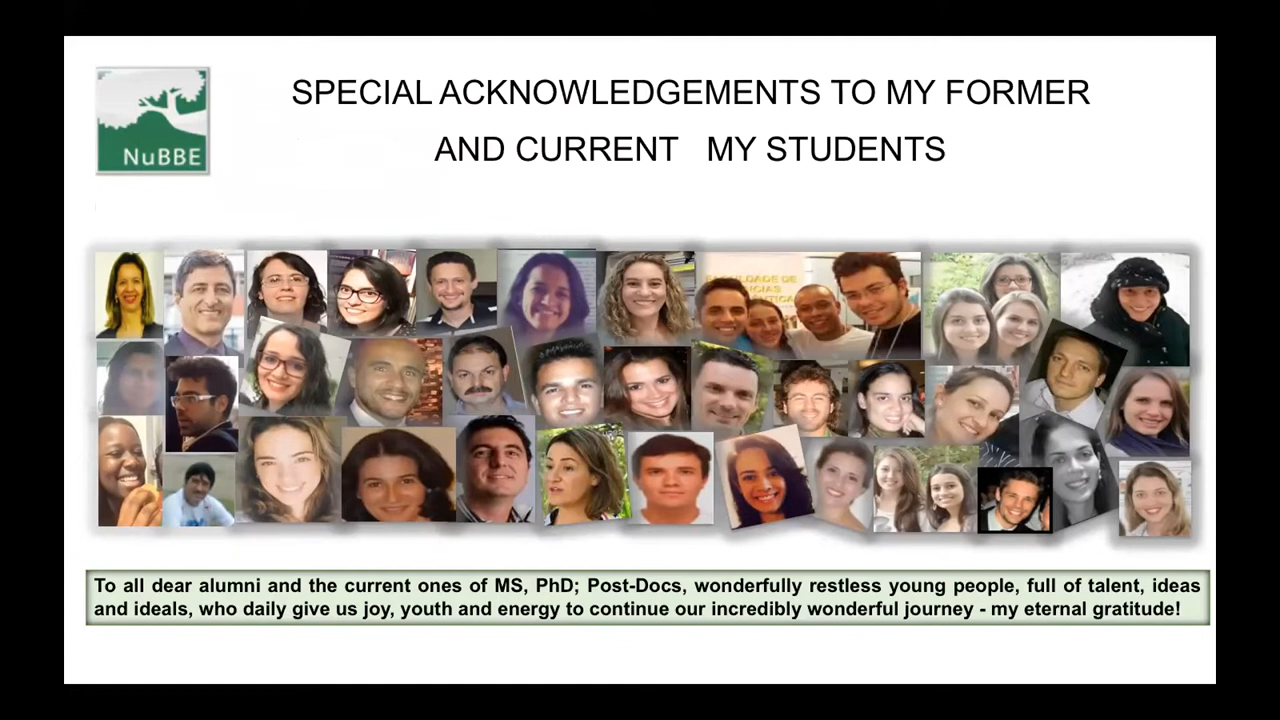 SPECIAL ACKNOWLEDGEMENTS TO MY FORMER
AND CURRENT MY STUDENTS
NuBBE
FACULDADE DE
To all dear alumni and the current ones of MS, PhD; Post-Docs, wonderfully restless young people, full of talent, ideas
and ideals, who daily give us joy, youth and energy to continue our incredibly wonderful journey - my eternal gratitude!